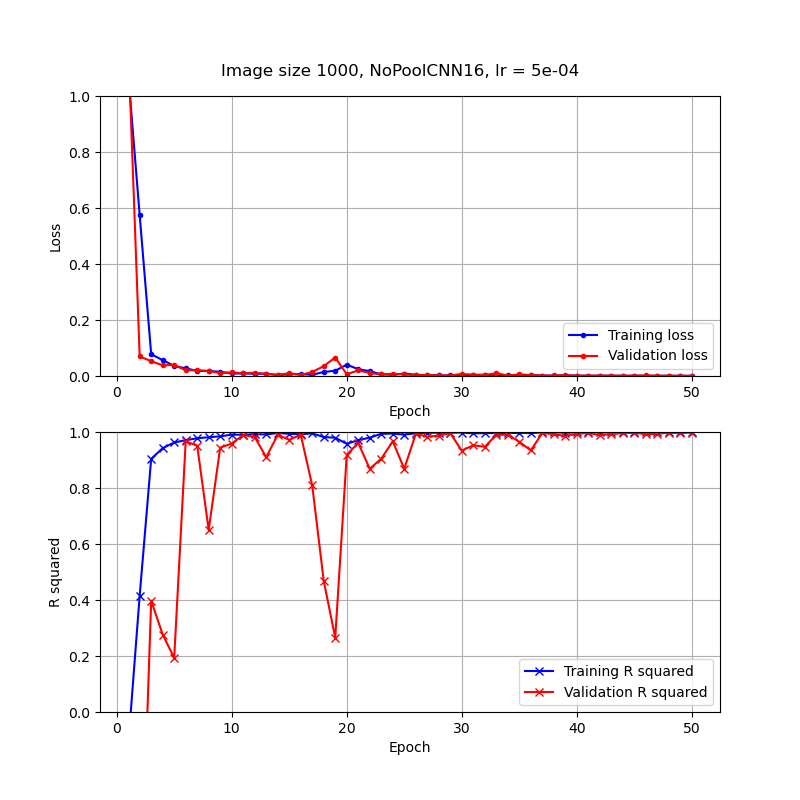 Image size 1000, NoPoolCNN16, lr = 5e-04
1.0
0.8
0.6
0.4
0.2
0.0
Loss
Training loss
Validation loss
0 10 20 30 40 50
Epoch
1.0
0.8
0.6
0.4
0.2
0.0
R squared
Training R squared
Validation R squared
0 10 20 30 40 50
Epoch